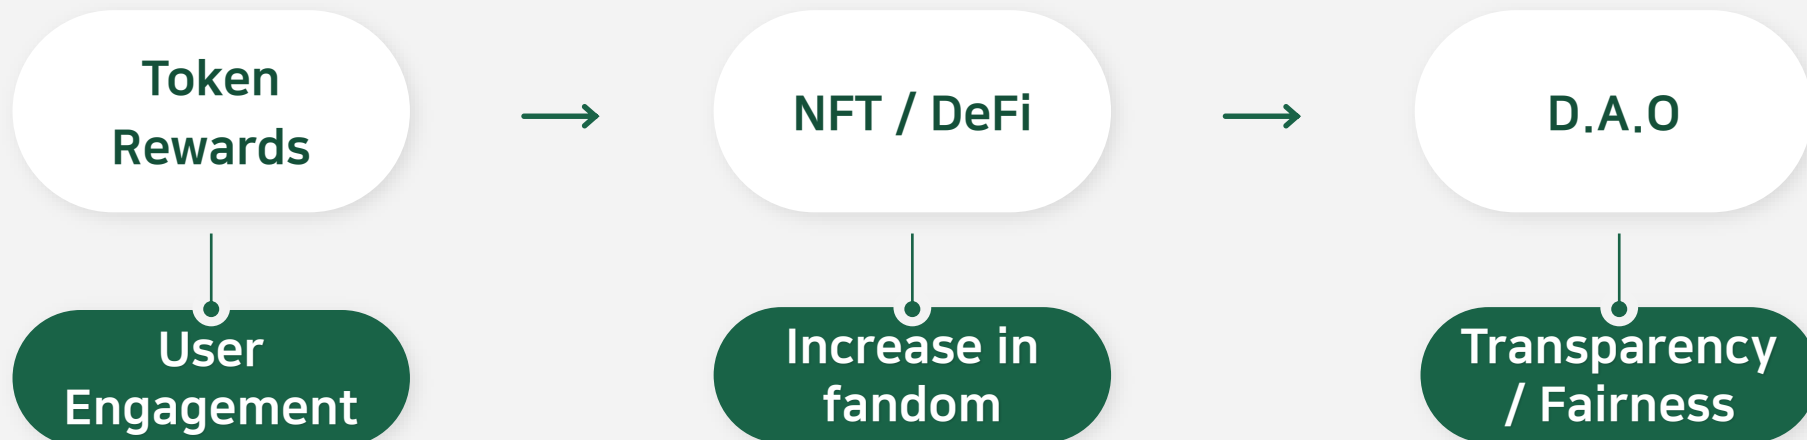 Token
Rewards
NFT / DeFi
D.A.O
User
Engagement
Increase in
fandom
Transparency
/ Fairness